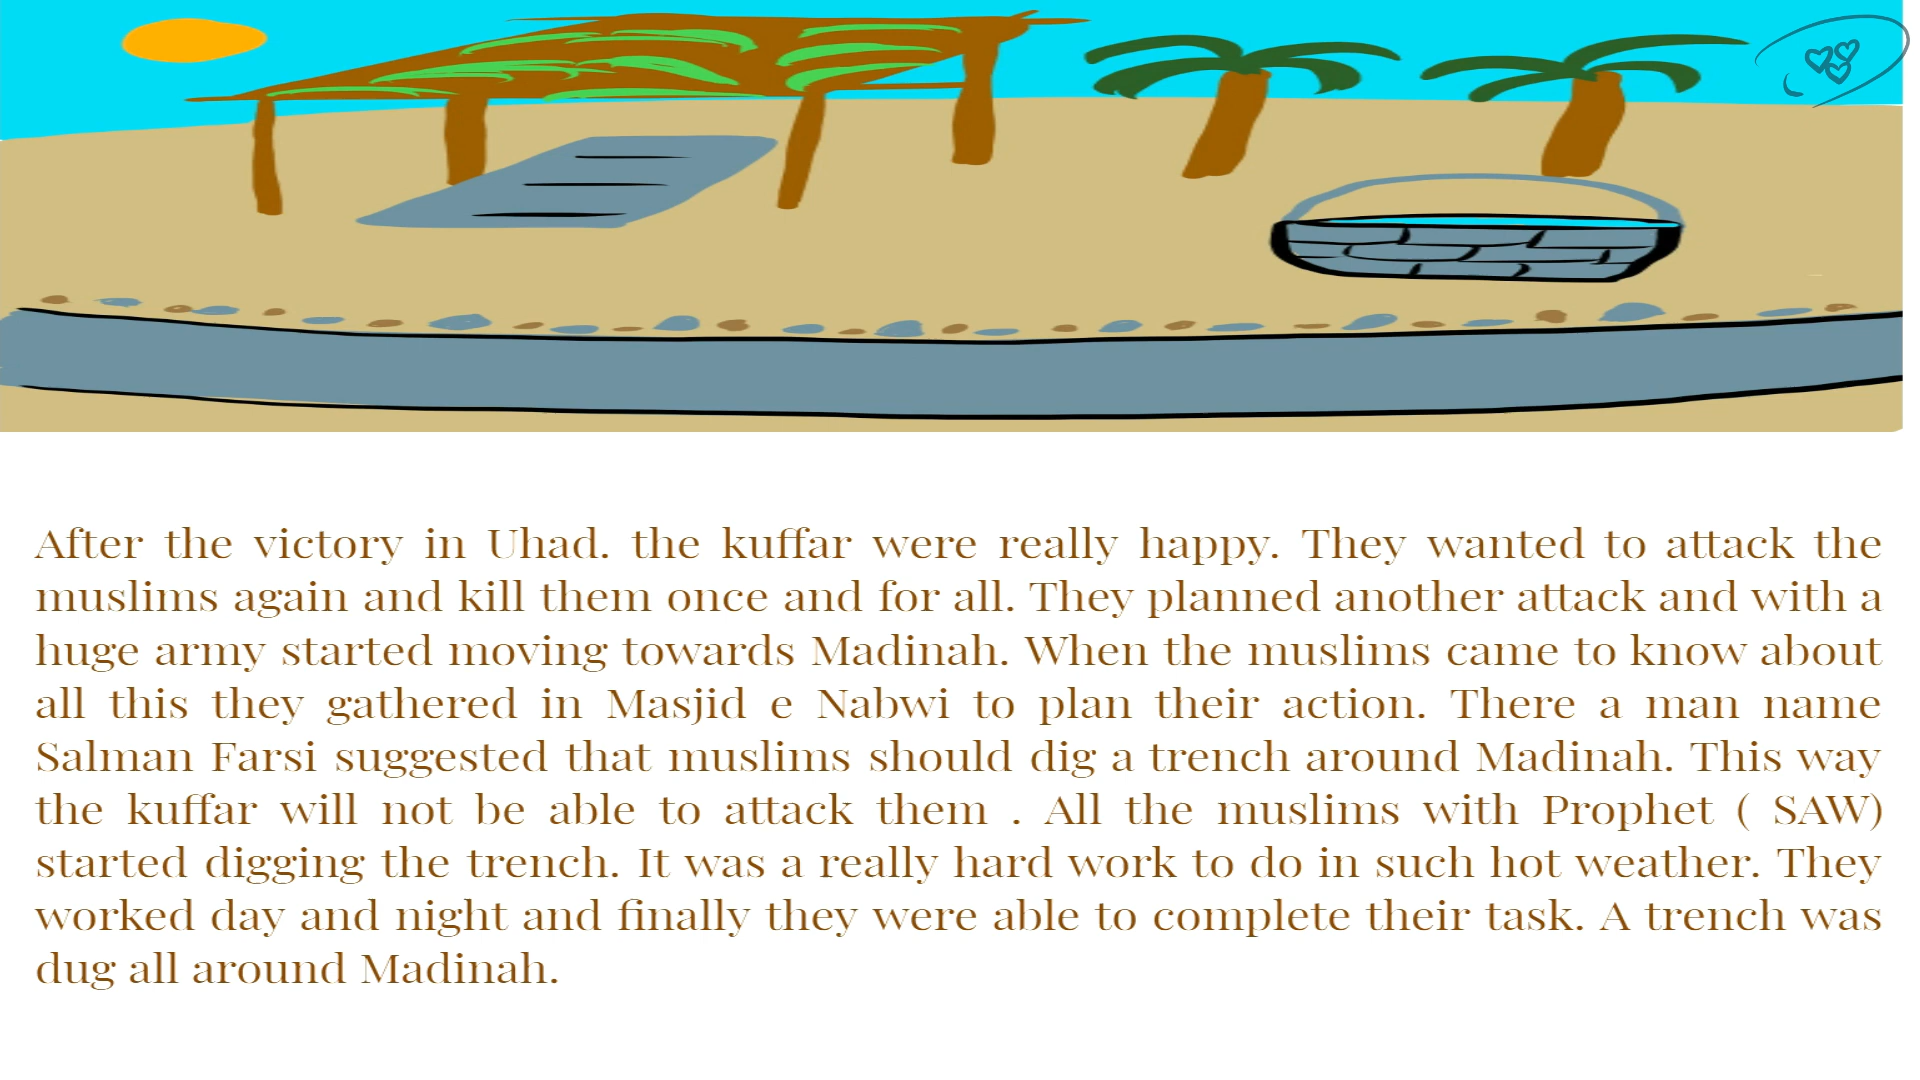 After the victory in Uhad. the kuffar were really happy. They wanted to attack the
muslims again and kill them once and for all. They planned another attack and with a
huge army started moving towards Madinah. When the muslims came to know about
all this they gathered in Masjid e Nabwi to plan their action. There a man name
Salman Farsi suggested that muslims should dig a trench around Madinah. This way
the kuffar will not be able to attack them . All the muslims with Prophet ( SAW)
started digging the trench. It was a really hard work to do in such hot weather. They
worked day and night and finally they were able to complete their task. A trench was
dug all around Madinah.